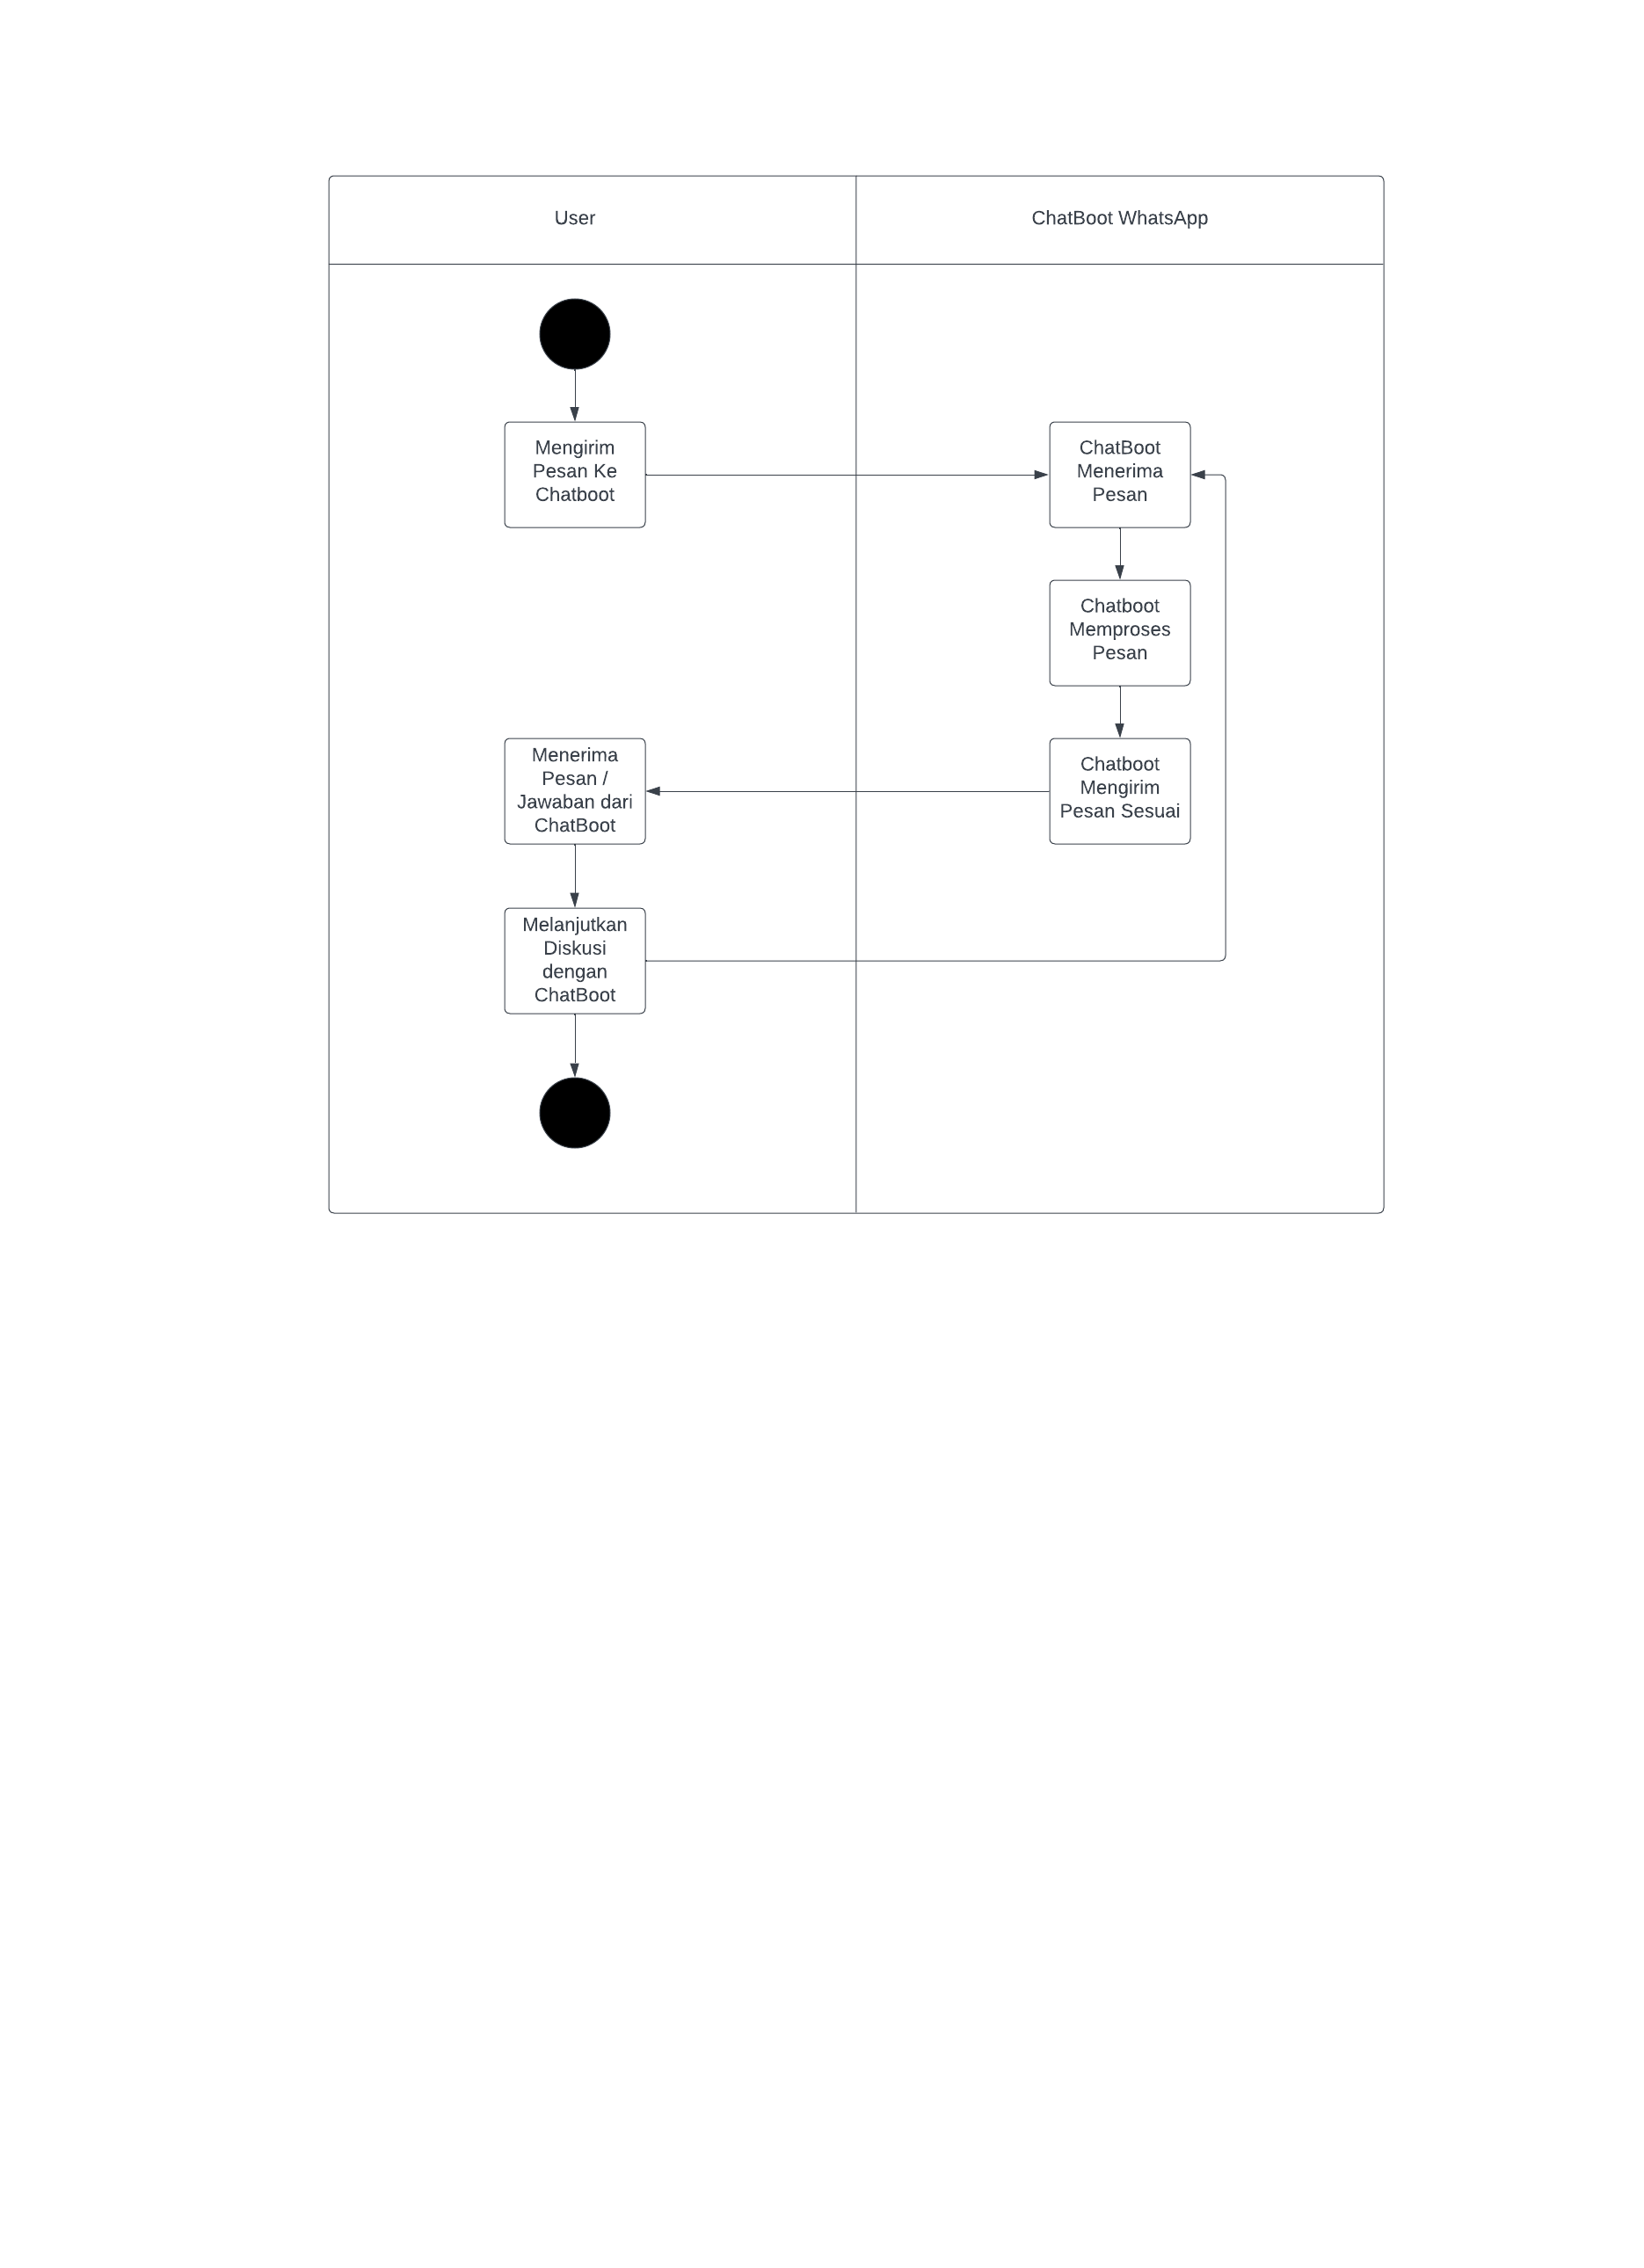 User
ChatBoot WhatsApp
Mengirim
Pesan Ke
Chatboot
ChatBoot
Menerima
Pesan
Chatboot
Memproses
Pesan
Chatboot
Mengirim
Pesan Sesuai
Menerima
Pesan /
Jawaban dari
ChatBoot
Melanjutkan
Diskusi
dengan
ChatBoot